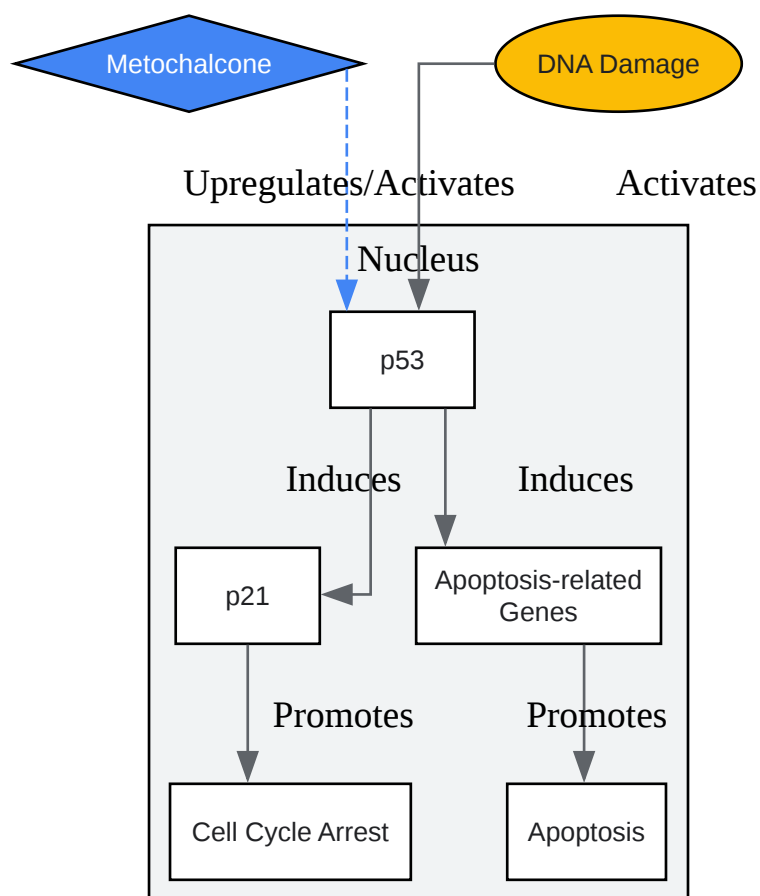 Metochalcone
DNA Damage
Upregulates/Activates
Activates
Nucleus
p53
Induces
Induces
p21
Apoptosis-related
Genes
Promotes
Promotes
Cell Cycle Arrest
Apoptosis